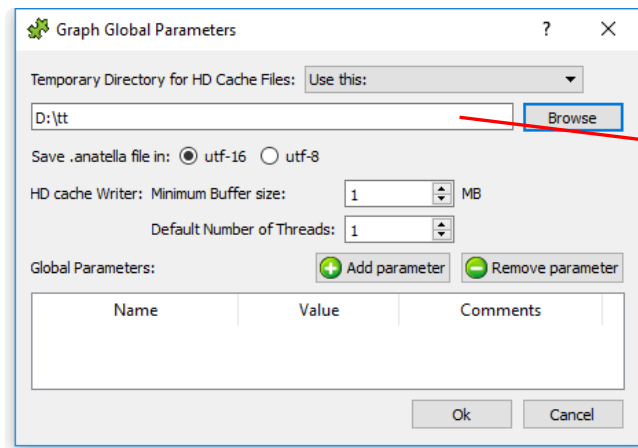 Graph Global Parameters ?
Temporary Directory for HD Cache Files: Use this:
D:\tt Browse
Save .anatella file in: utf-16 utf-8
HD cache Writer: Minimum Buffer size: 1 MB
Default Number of Threads: 1
Global Parameters: Add parameter Remove parameter
Name Value Comments
Ok Cancel